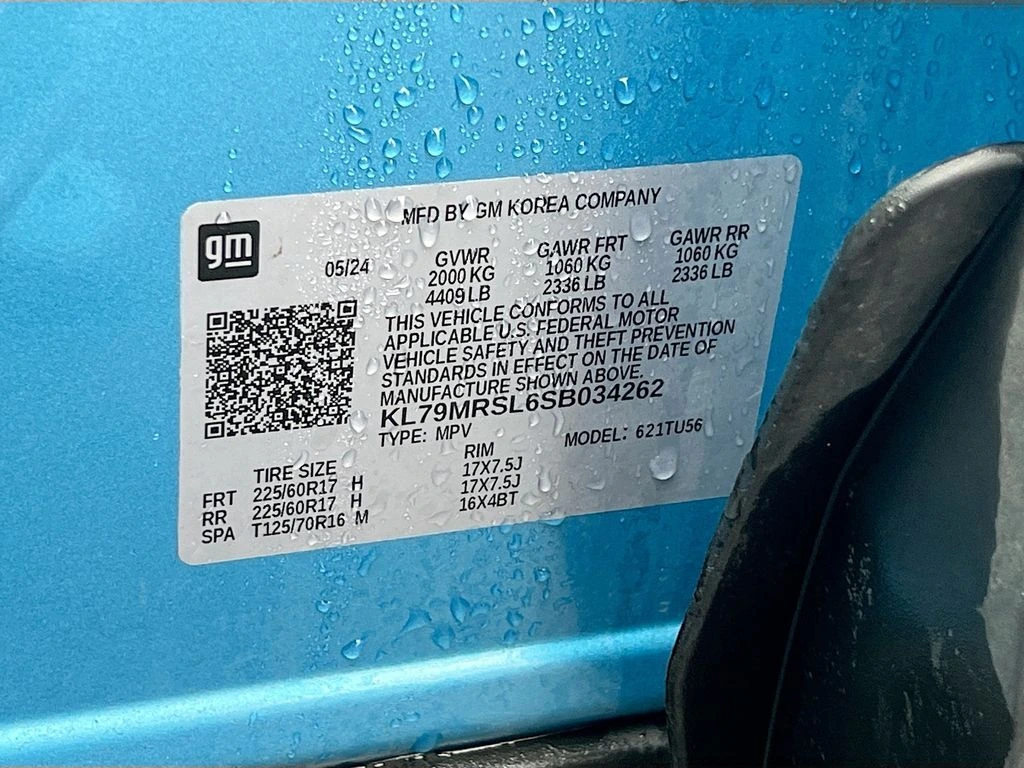 MFD BY GM KOREA COMPANY
gm
05/24
GVWR GAWR FRT GAWR RR
2000 KG 1060 KG 1060 KG
4409 LB 2336 LB 2336 LB
THIS VEHICLE CONFORMS TO ALL
APPLICABLE U.S. FEDERAL MOTOR
VEHICLE SAFETY AND THEFT PREVENTION
STANDARDS IN EFFECT ON THE DATE OF
MANUFACTURE SHOWN ABOVE.
KL79MRSL6SB034262
TYPE: MPV MODEL: 621TU56
TIRE SIZE RIM
FRT 225/60R17 H 17X7.5J
RR 225/60R17 H 17X7.5J
SPA T125/70R16 M 16X4BT